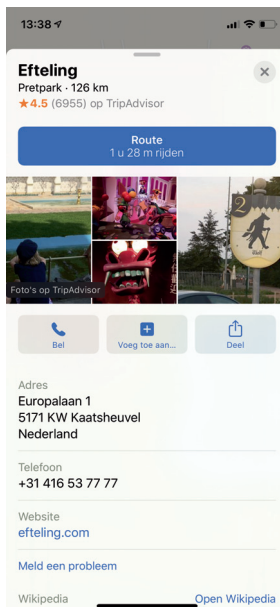 13:38
Efteling
Pretpark · 126 km
★4.5 (6955) op TripAdvisor
Route
1 u 28 m rijden
2
Foto's op TripAdvisor
Bel
Voeg toe aan...
Deel
Adres
Europalaan 1
5171 KW Kaatsheuvel
Nederland
Telefoon
+31 416 53 77 77
Website
efteling.com
Meld een probleem
Wikipedia
Open Wikipedia